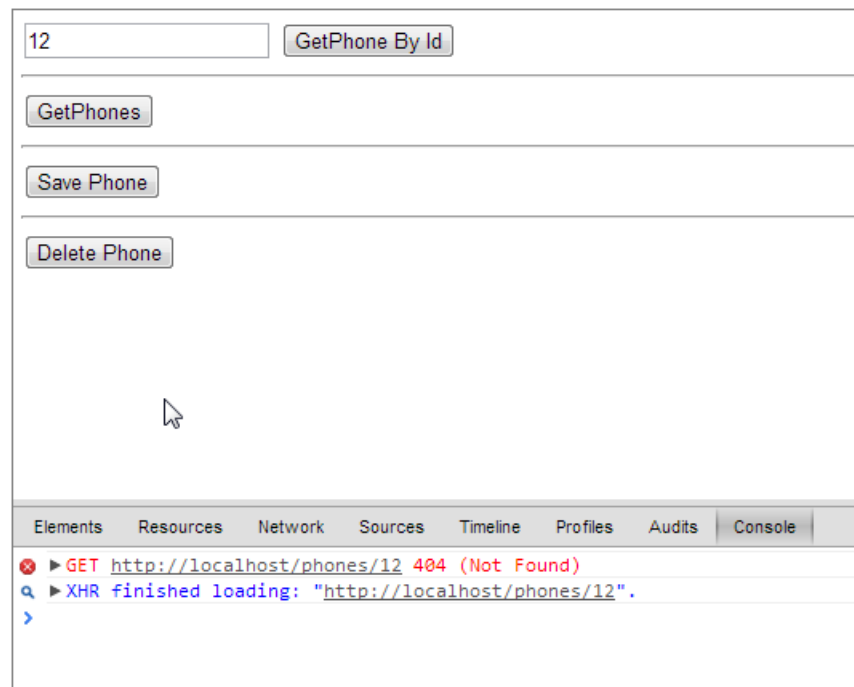 12 GetPhone By Id
GetPhones
Save Phone
Delete Phone
Elements Resources Network Sources Timeline Profiles Audits Console
GET http://localhost/phones/12 404 (Not Found)
XHR finished loading: "http://localhost/phones/12".